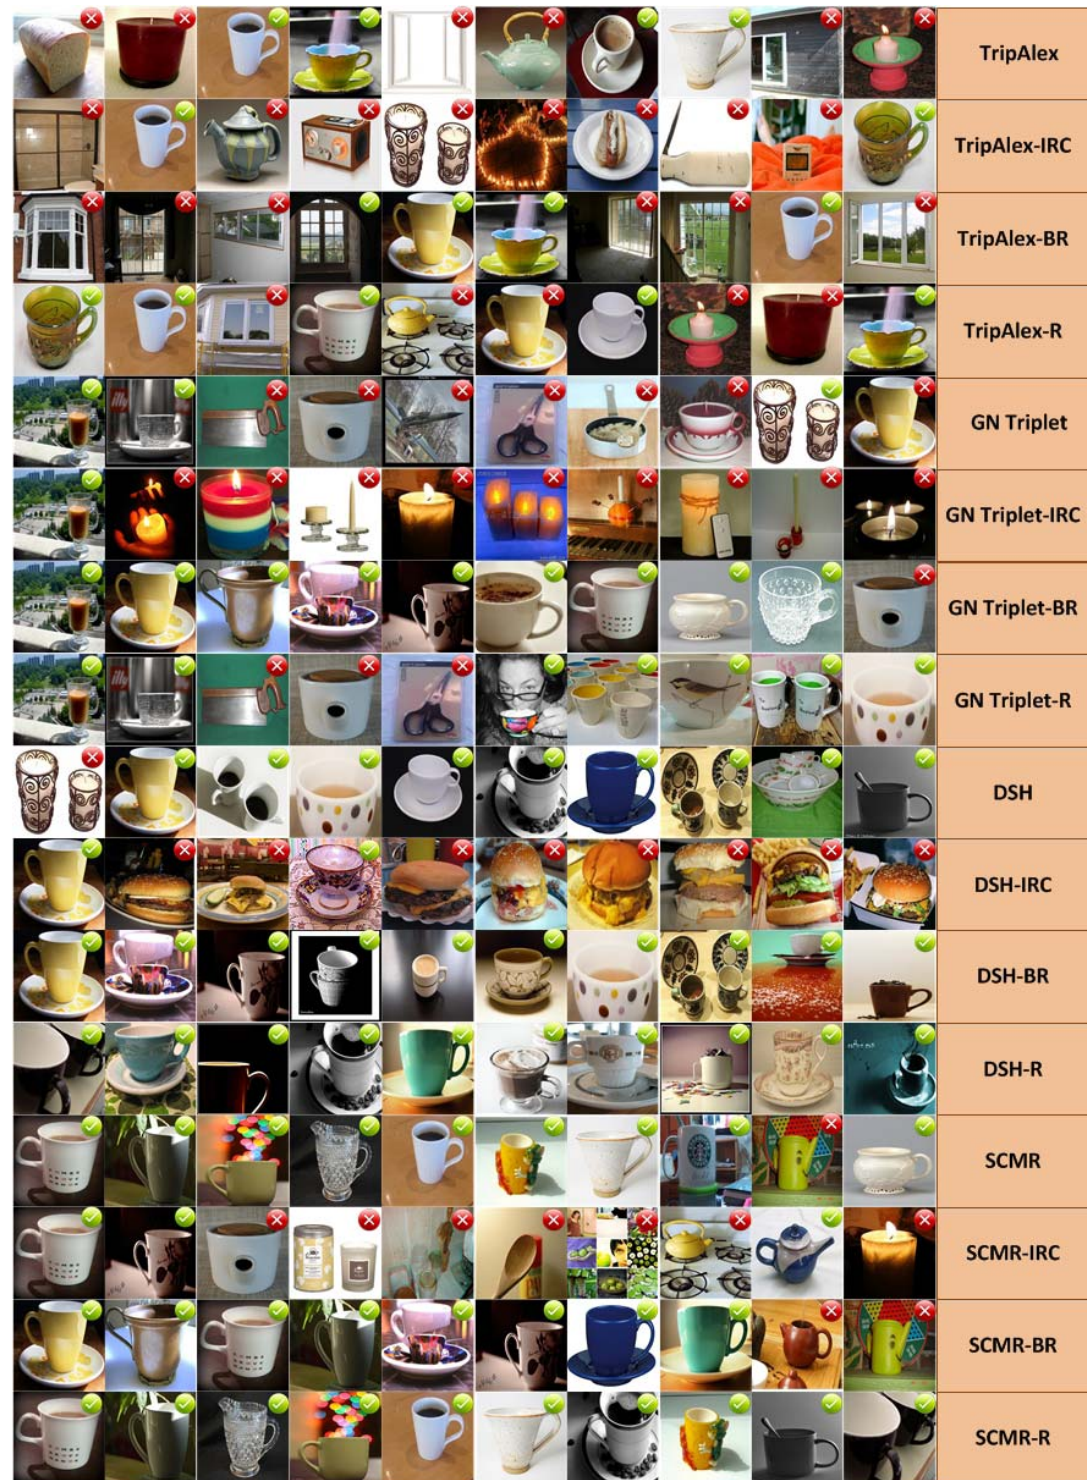 TripAlex
TripAlex-IRC
TripAlex-BR
TripAlex-R
illy
GN Triplet
GN Triplet-IRC
GN Triplet-BR
GN Triplet-R
DSH
DSH-IRC
DSH-BR
DSH-R
SCMR
SCMR-IRC
SCMR-BR
SCMR-R